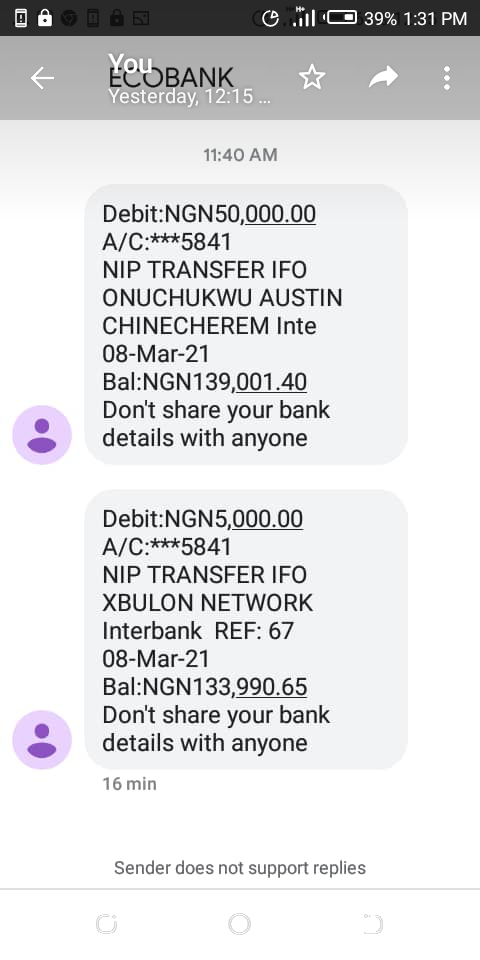 39% 1:31 PM
You
ECOBANK
Yesterday, 12:15 ...
11:40 AM
Debit:NGN50,000.00
A/C:***5841
NIP TRANSFER IFO
ONUCHUKWU AUSTIN
CHINECHEREM Inte
08-Mar-21
Bal:NGN139,001.40
Don't share your bank
details with anyone
Debit:NGN5,000.00
A/C:***5841
NIP TRANSFER IFO
XBULON NETWORK
Interbank  REF: 67
08-Mar-21
Bal:NGN133,990.65
Don't share your bank
details with anyone
16 min
Sender does not support replies